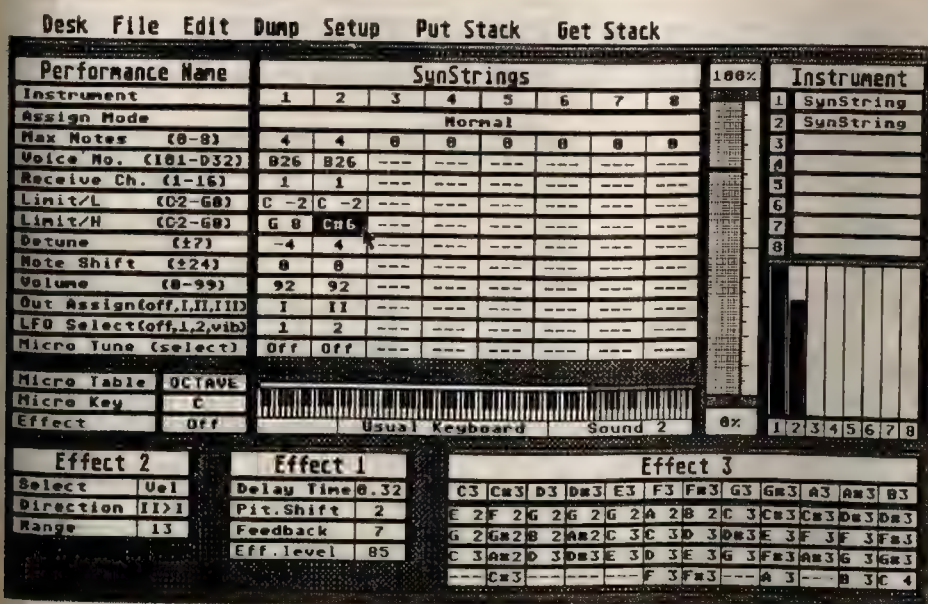 Desk File Edit Dump Setup Put Stack Get Stack
Performance Name SynStrings 100% Instrument
Instrument 1 2 3 4 5 6 7 8 1 SynString
Assign Mode Normal 2 SynString
Max Notes (0-8) 4 4 0 0 0 0 0 0 3
Voice No. (I01-D32) B26 B26 --- --- --- --- --- --- 4
Receive Ch. (1-16) 1 1 --- --- --- --- --- --- 5
Limit/L (C-2-G8) C -2 C -2 --- --- --- --- --- --- 6
Limit/H (C-2-G8) G 8 C#6 --- --- --- --- --- --- 7
Detune (±7) -4 4 --- --- --- --- --- --- 8
Note Shift (±24) 0 0 --- --- --- --- --- ---
Volume (0-99) 92 92 --- --- --- --- --- ---
Out Assign(off,I,II,III) I II --- --- --- --- --- ---
LFO Select(off,1,2,vib) 1 2 --- --- --- --- --- ---
Micro Tune (select) Off Off --- --- --- --- --- ---
Micro Table OCTAVE
Micro Key C
Effect Off Usual Keyboard Sound 2 0% 1 2 3 4 5 6 7 8
Effect 2 Effect 1 Effect 3
Select Vel Delay Time 0.32 C3 C#3 D3 D#3 E3 F3 F#3 G3 G#3 A3 A#3 B3
Direction II>I Pit.Shift 2 E 2 F 2 G 2 G 2 G 2 A 2 B 2 C 3 C#3 C#3 D#3 D#3
Range 13 Feedback 7 G 2 G#2 B 2 A#2 C 3 C 3 D 3 D#3 E 3 F 3 F 3 F#3
Eff.level 85 C 3 A#2 D 3 D#3 E 3 D 3 E 3 G 3 F#3 A#3 G 3 G#3
--- C#3 --- --- --- F 3 F#3 --- A 3 --- B 3 C 4